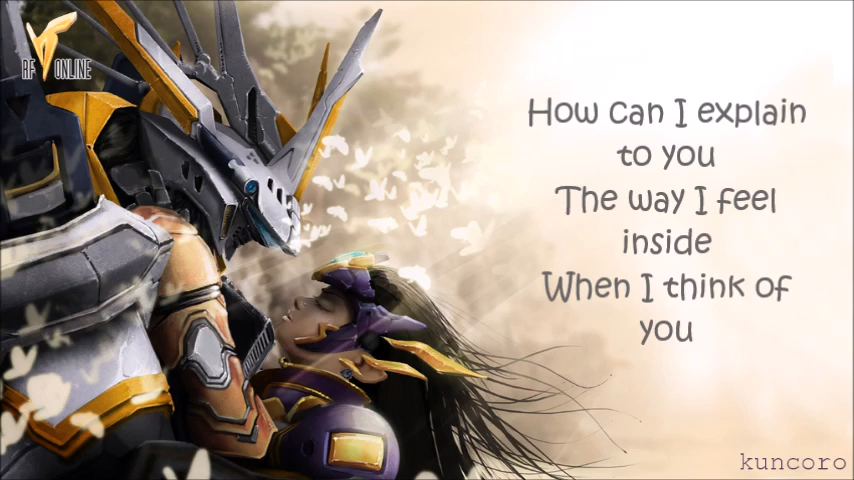 RF ONLINE
How can I explain
to you
The way I feel
inside
When I think of
you
kuncoro